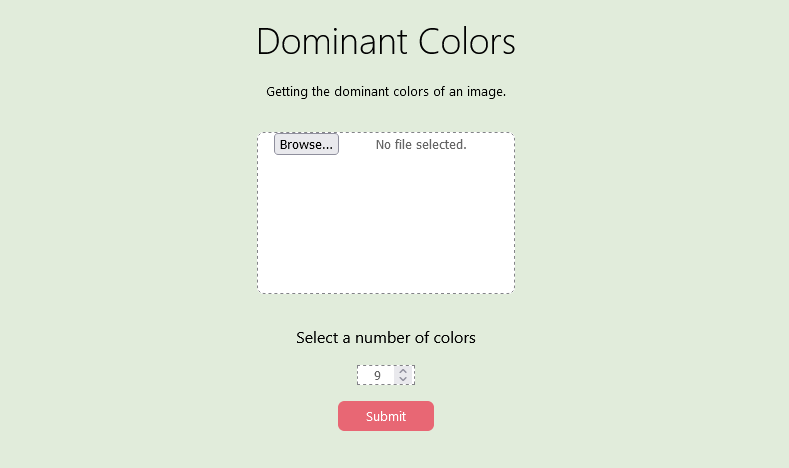 Dominant Colors
Getting the dominant colors of an image.
Browse... No file selected.
Select a number of colors
9
Submit